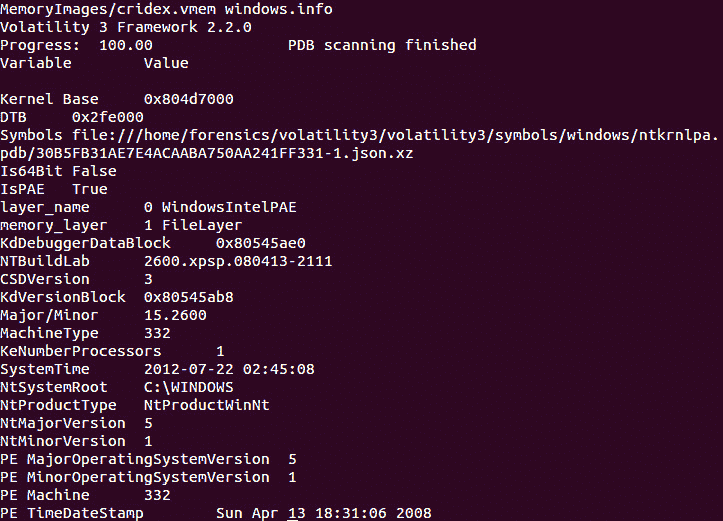 MemoryImages/cridex.vmem windows.info
Volatility 3 Framework 2.2.0
Progress:  100.00               PDB scanning finished
Variable        Value

Kernel Base     0x804d7000
DTB     0x2fe000
Symbols file:///home/forensics/volatility3/volatility3/symbols/windows/ntkrnlpa.
pdb/30B5FB31AE7E4ACAABA750AA241FF331-1.json.xz
Is64Bit False
IsPAE   True
layer_name      0 WindowsIntelPAE
memory_layer    1 FileLayer
KdDebuggerDataBlock     0x80545ae0
NTBuildLab      2600.xpsp.080413-2111
CSDVersion      3
KdVersionBlock  0x80545ab8
Major/Minor     15.2600
MachineType     332
KeNumberProcessors      1
SystemTime      2012-07-22 02:45:08
NtSystemRoot    C:\WINDOWS
NtProductType   NtProductWinNt
NtMajorVersion  5
NtMinorVersion  1
PE MajorOperatingSystemVersion  5
PE MinorOperatingSystemVersion  1
PE Machine      332
PE TimeDateStamp        Sun Apr 13 18:31:06 2008